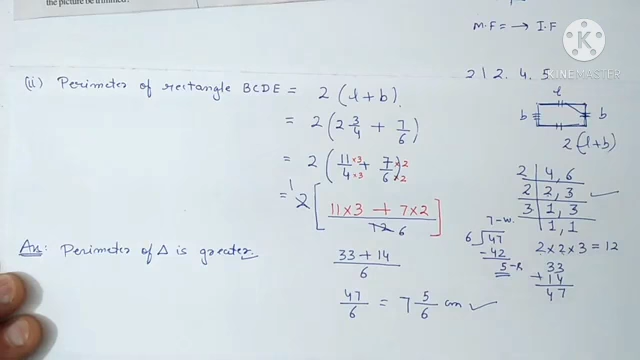 the picture be trimmed?
M.F = → I.F
KINEMASTER
2 | 2. 4. 5
(ii) Perimeter of rectangle BCDE = 2 (l+b).
= 2 (2 3/4 + 7/6)
= 2 (11/4 ×3/×3 + 7/6 ×2/×2)
= 1 2 [11×3 + 7×2 / 12 6]
33+14 / 6
47/6 = 7 5/6 cm ✓
Ans: Perimeter of Δ is greater
l
b b
2(l+b)
2 | 4, 6
2 | 2, 3 ✓
3 | 1, 3
1, 1
2×2×3 = 12
7-w.
6 ) 47
- 42
5-R
33
+ 14
47